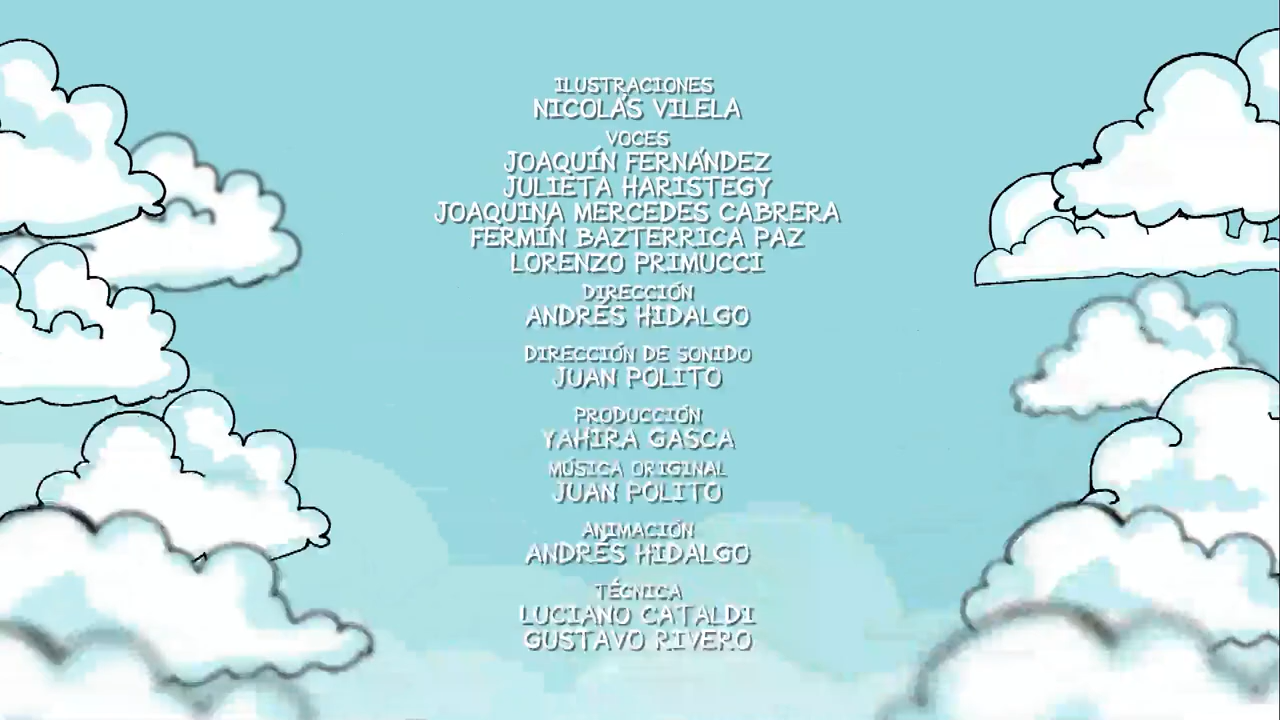 ILUSTRACIONES
NICOLÁS VILELA
VOCES
JOAQUÍN FERNÁNDEZ
JULIETA HARISTEGY
JOAQUINA MERCEDES CABRERA
FERMÍN BAZTERRICA PAZ
LORENZO PRIMUCCI
DIRECCIÓN
ANDRÉS HIDALGO
DIRECCIÓN DE SONIDO
JUAN POLITO
PRODUCCIÓN
YAHIRA GASCA
MÚSICA ORIGINAL
JUAN POLITO
ANIMACIÓN
ANDRÉS HIDALGO
TÉCNICA
LUCIANO CATALDI
GUSTAVO RIVERO